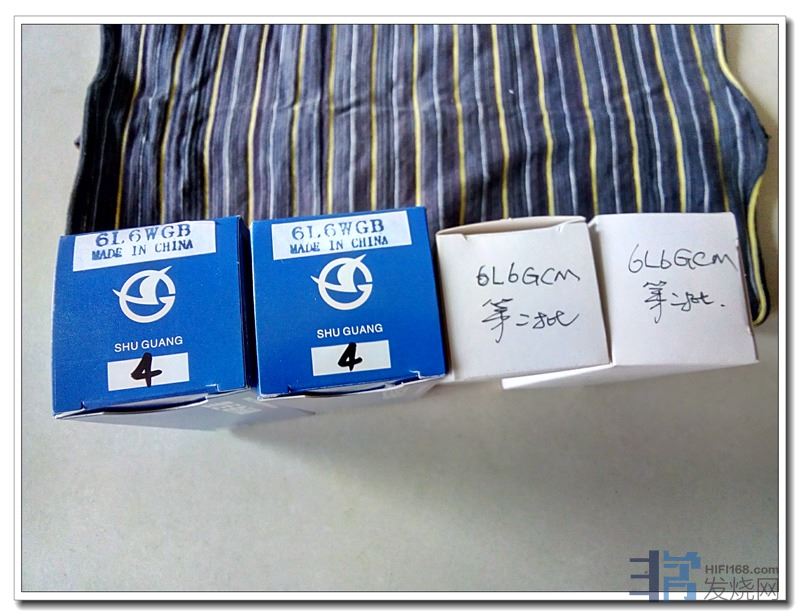 6L6WGB
MADE IN CHINA
SHU GUANG
4
6L6WGB
MADE IN CHINA
SHU GUANG
4
6L6GCM
第二批
6L6GCM
第二批.
HIFI168.com
发烧网